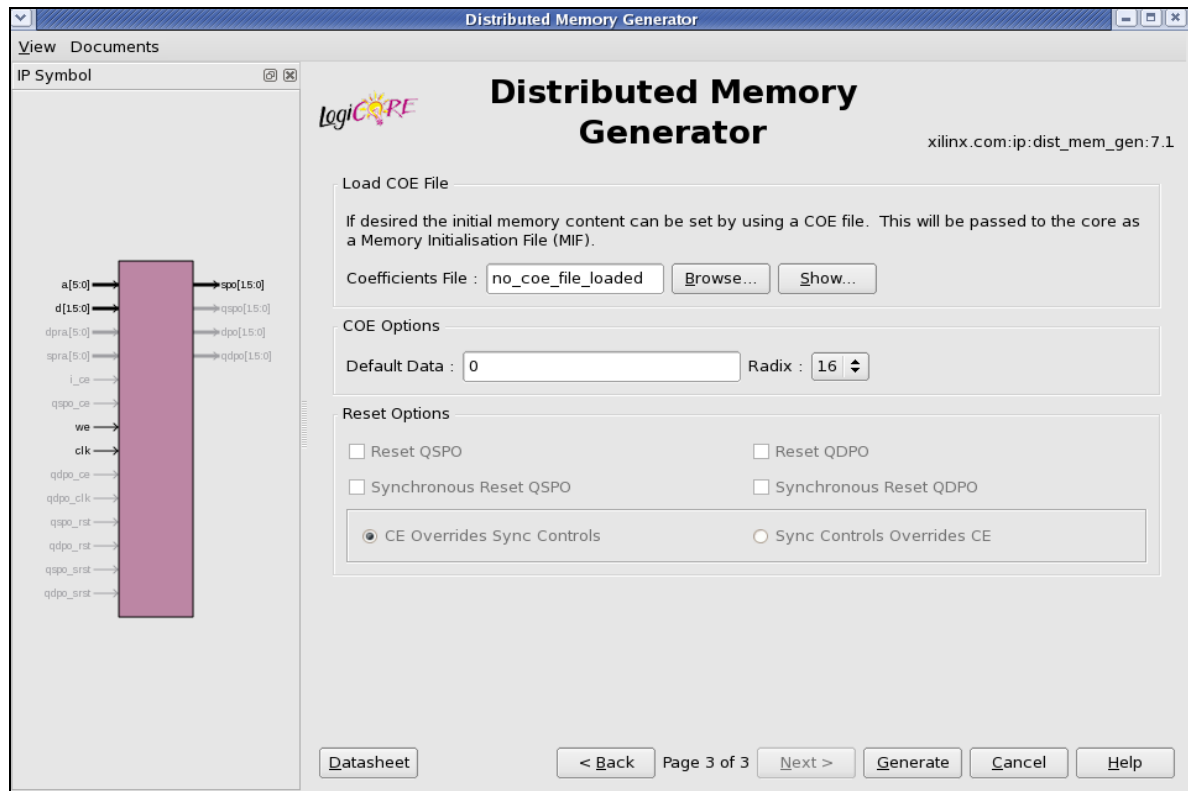 Distributed Memory Generator
View Documents
IP Symbol
a[5:0]
d[15:0]
dpra[5:0]
spra[5:0]
i_ce
qspo_ce
we
clk
qdpo_ce
qdpo_clk
qspo_rst
qdpo_rst
qspo_srst
qdpo_srst
spo[15:0]
qspo[15:0]
dpo[15:0]
qdpo[15:0]
LogiCORE
Distributed Memory
Generator
xilinx.com:ip:dist_mem_gen:7.1
Load COE File
If desired the initial memory content can be set by using a COE file. This will be passed to the core as
a Memory Initialisation File (MIF).
Coefficients File : no_coe_file_loaded Browse... Show...
COE Options
Default Data : 0 Radix : 16
Reset Options
Reset QSPO Reset QDPO
Synchronous Reset QSPO Synchronous Reset QDPO
CE Overrides Sync Controls Sync Controls Overrides CE
Datasheet < Back Page 3 of 3 Next > Generate Cancel Help